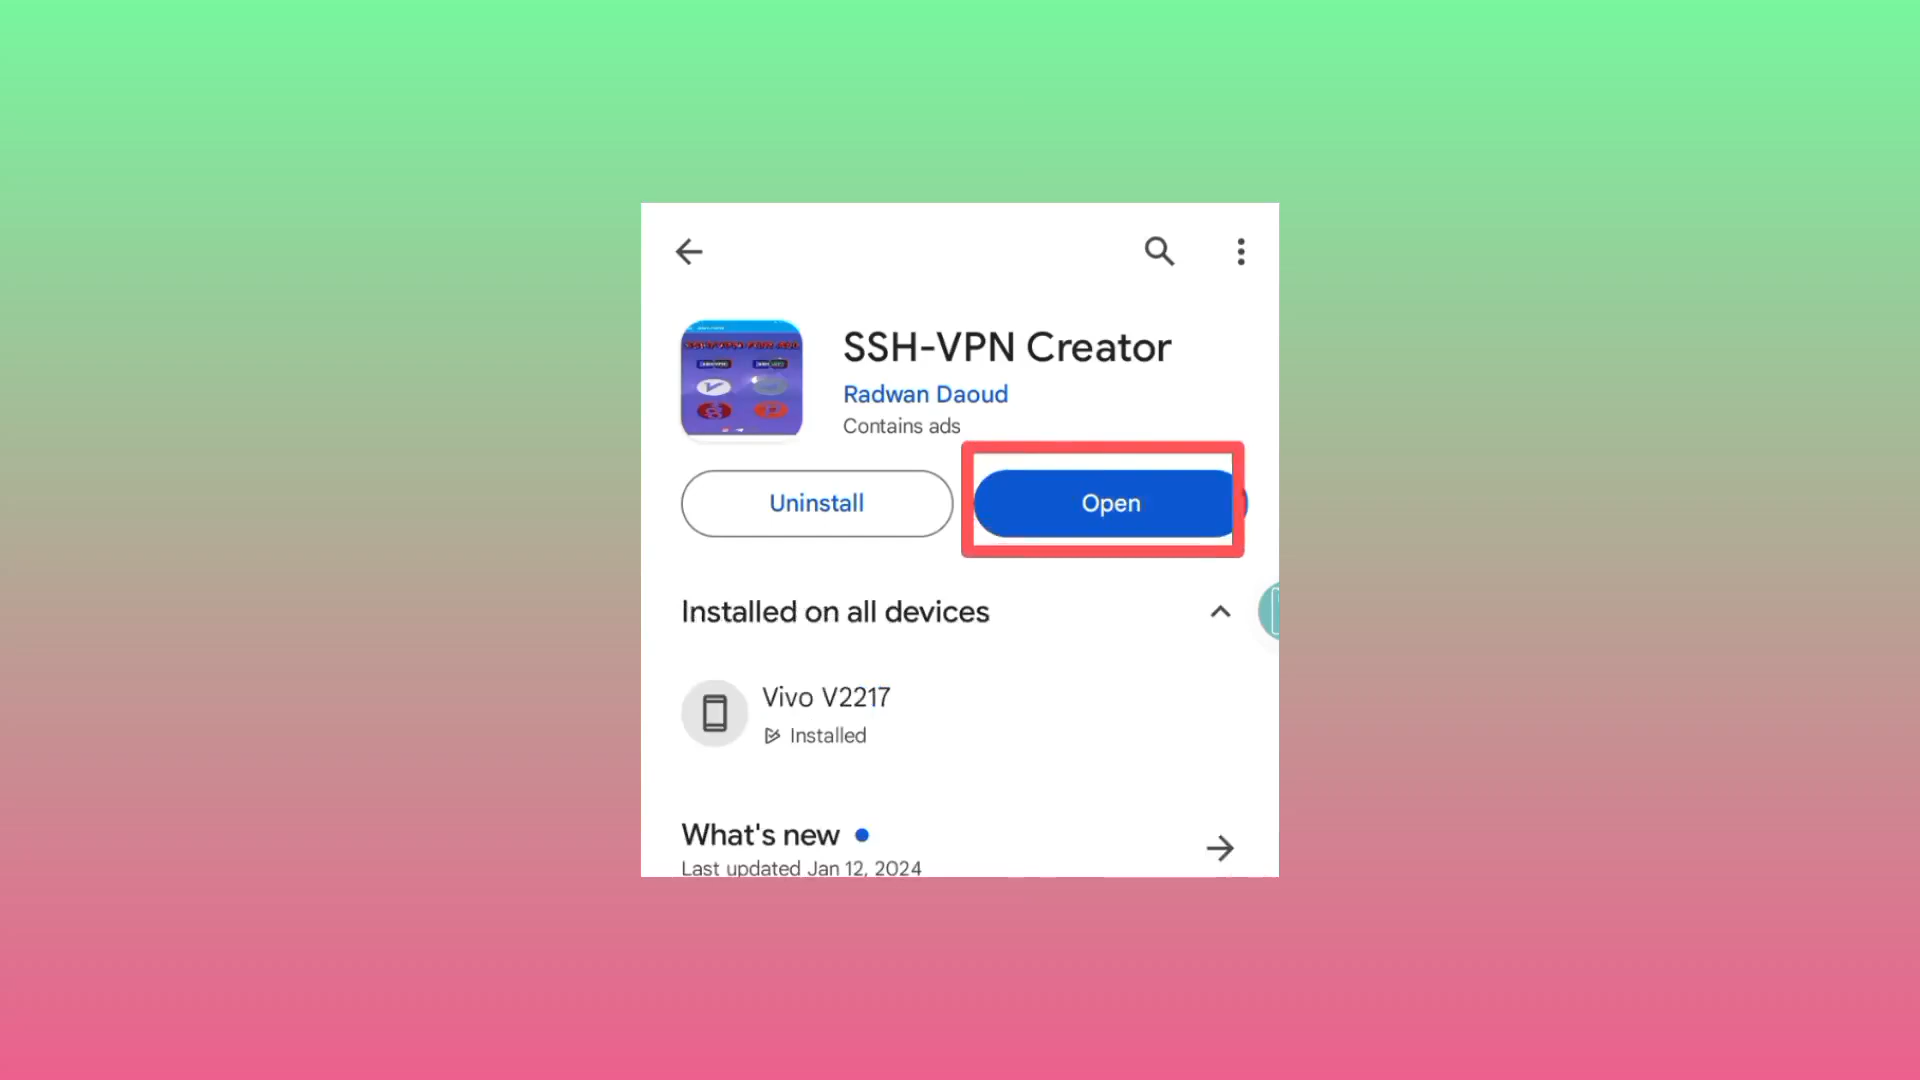 SSH-VPN Creator
Radwan Daoud
Contains ads
Uninstall
Open
Installed on all devices
Vivo V2217
Installed
What's new
Last updated Jan 12, 2024